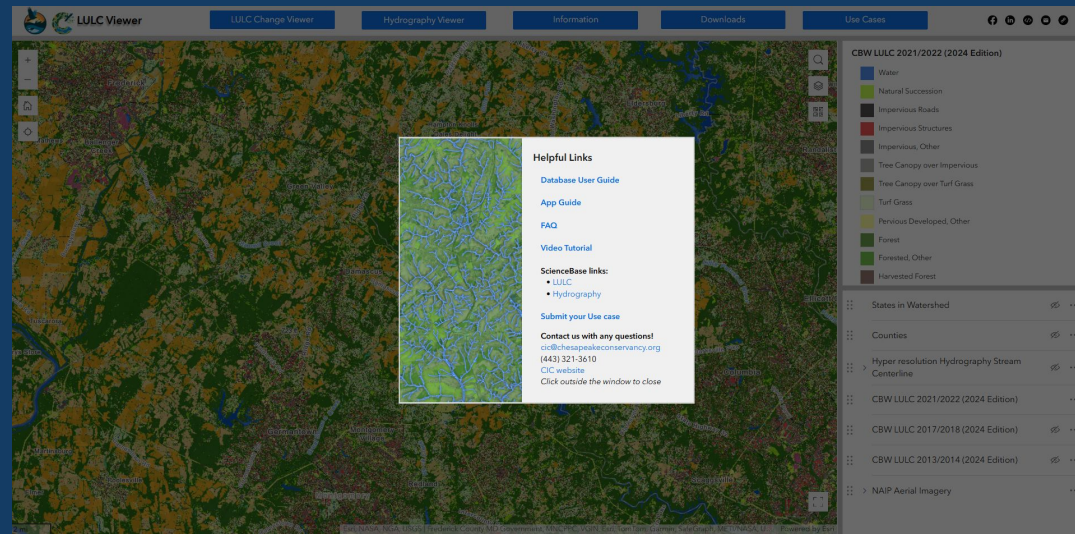 LULC Viewer
LULC Change Viewer
Hydrography Viewer
Information
Downloads
Use Cases
CBW LULC 2021/2022 (2024 Edition)
Water
Natural Succession
Impervious Roads
Impervious Structures
Impervious, Other
Tree Canopy over Impervious
Tree Canopy over Turf Grass
Turf Grass
Pervious Developed, Other
Forest
Forested, Other
Harvested Forest
Helpful Links
Database User Guide
App Guide
FAQ
Video Tutorial
ScienceBase links:
• LULC
• Hydrography
Submit your Use case
Contact us with any questions!
cic@chesapeakeconservancy.org
(443) 321-3610
CIC website
Click outside the window to close
States in Watershed
Counties
Hyper resolution Hydrography Stream
Centerline
CBW LULC 2021/2022 (2024 Edition)
CBW LULC 2017/2018 (2024 Edition)
CBW LULC 2013/2014 (2024 Edition)
NAIP Aerial Imagery
Frederick
Damascus
Germantown
Montgomery
Village
Columbia
Powered by Esri